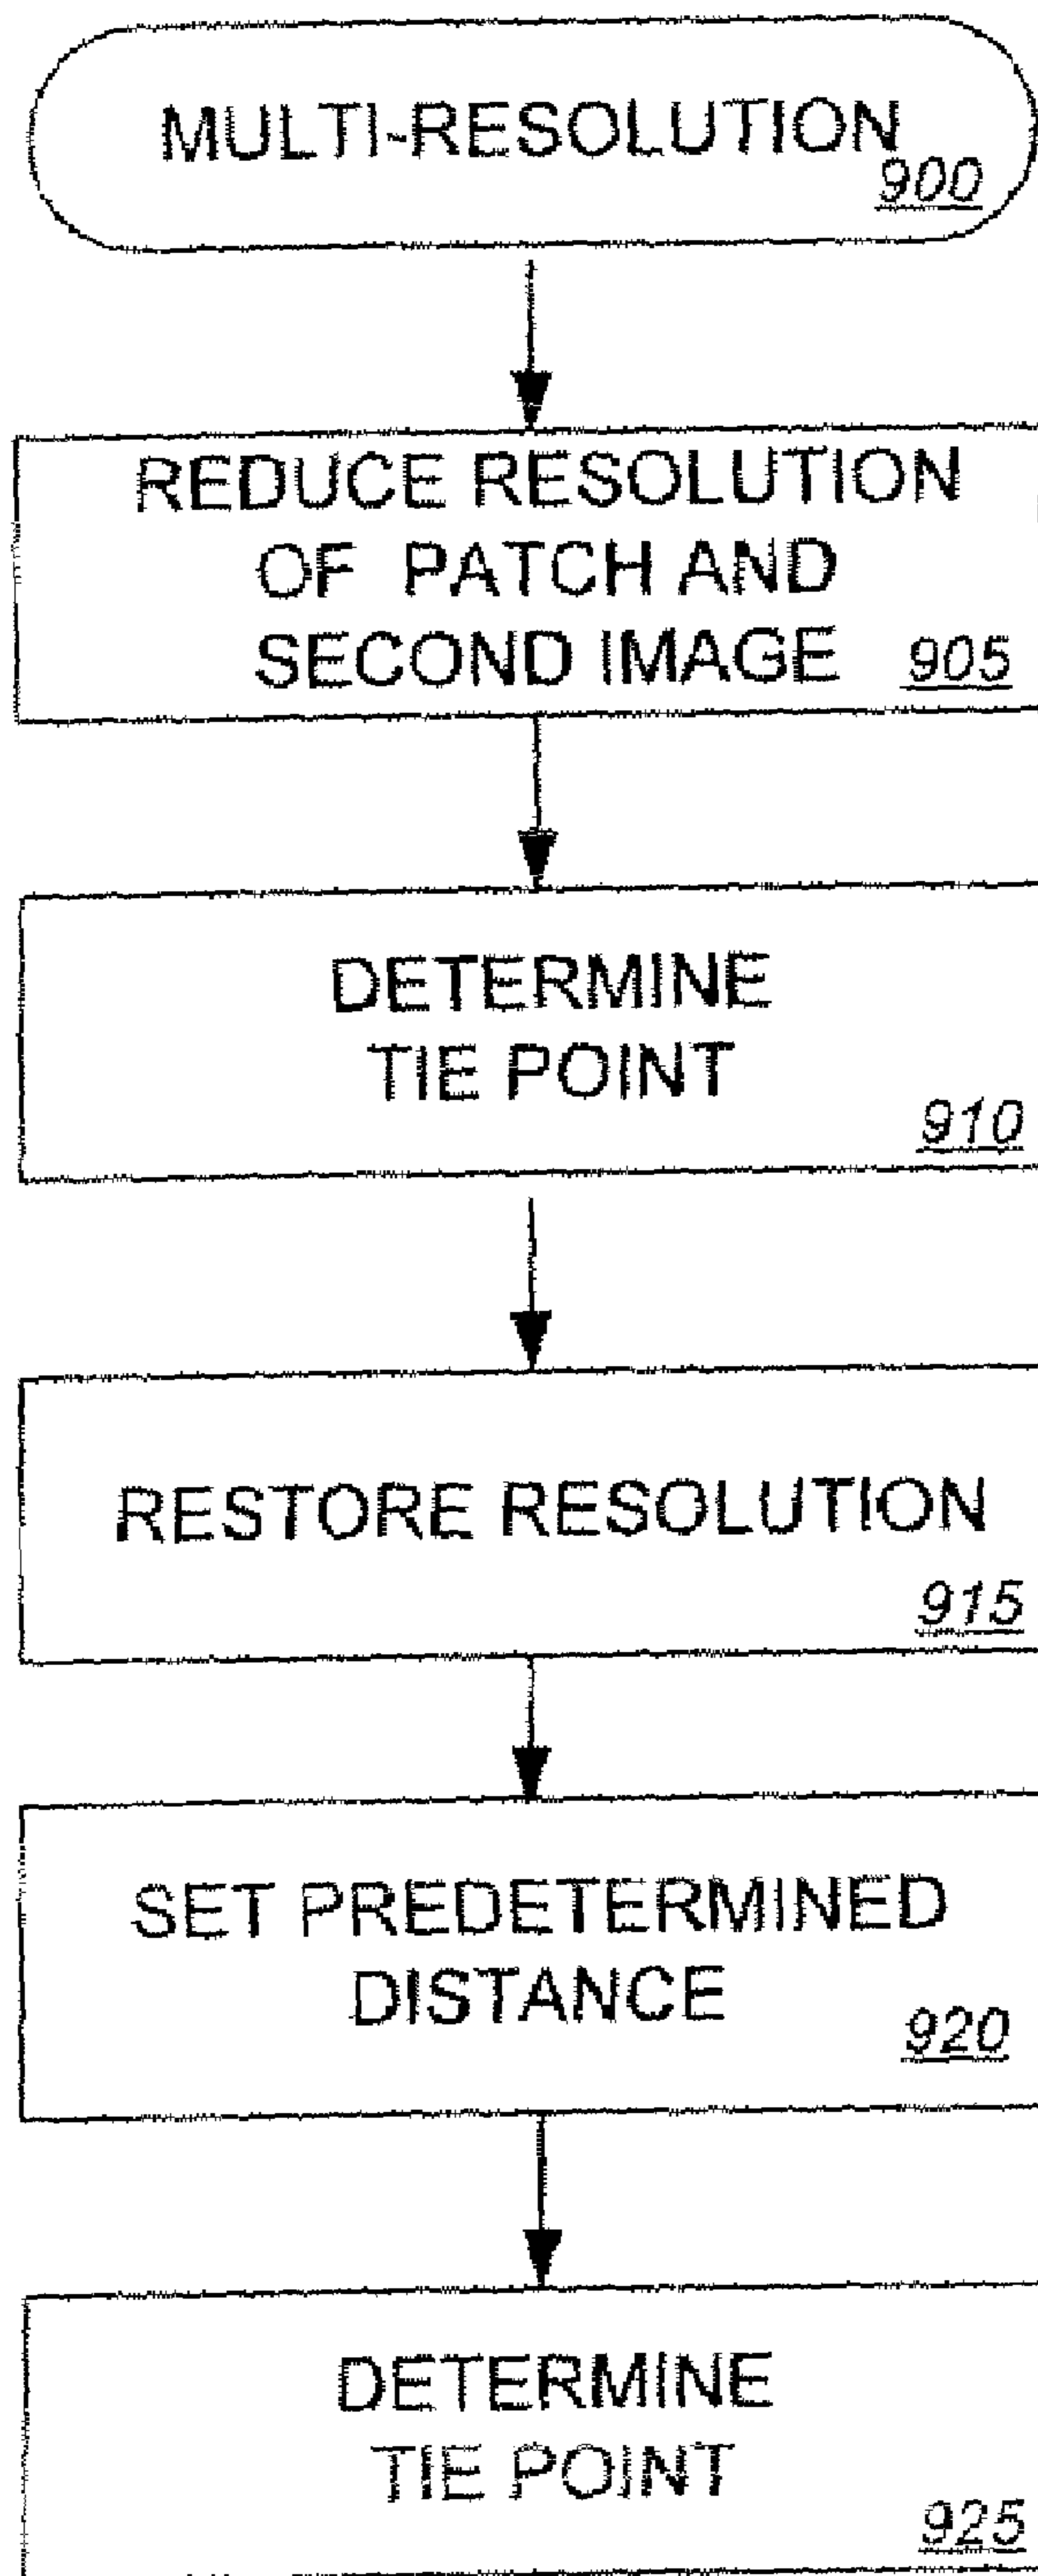 MULTI-RESOLUTION
900
REDUCE RESOLUTION
OF PATCH AND
SECOND IMAGE 905
DETERMINE
TIE POINT
910
RESTORE RESOLUTION
915
SET PREDETERMINED
DISTANCE
920
DETERMINE
TIE POINT
925